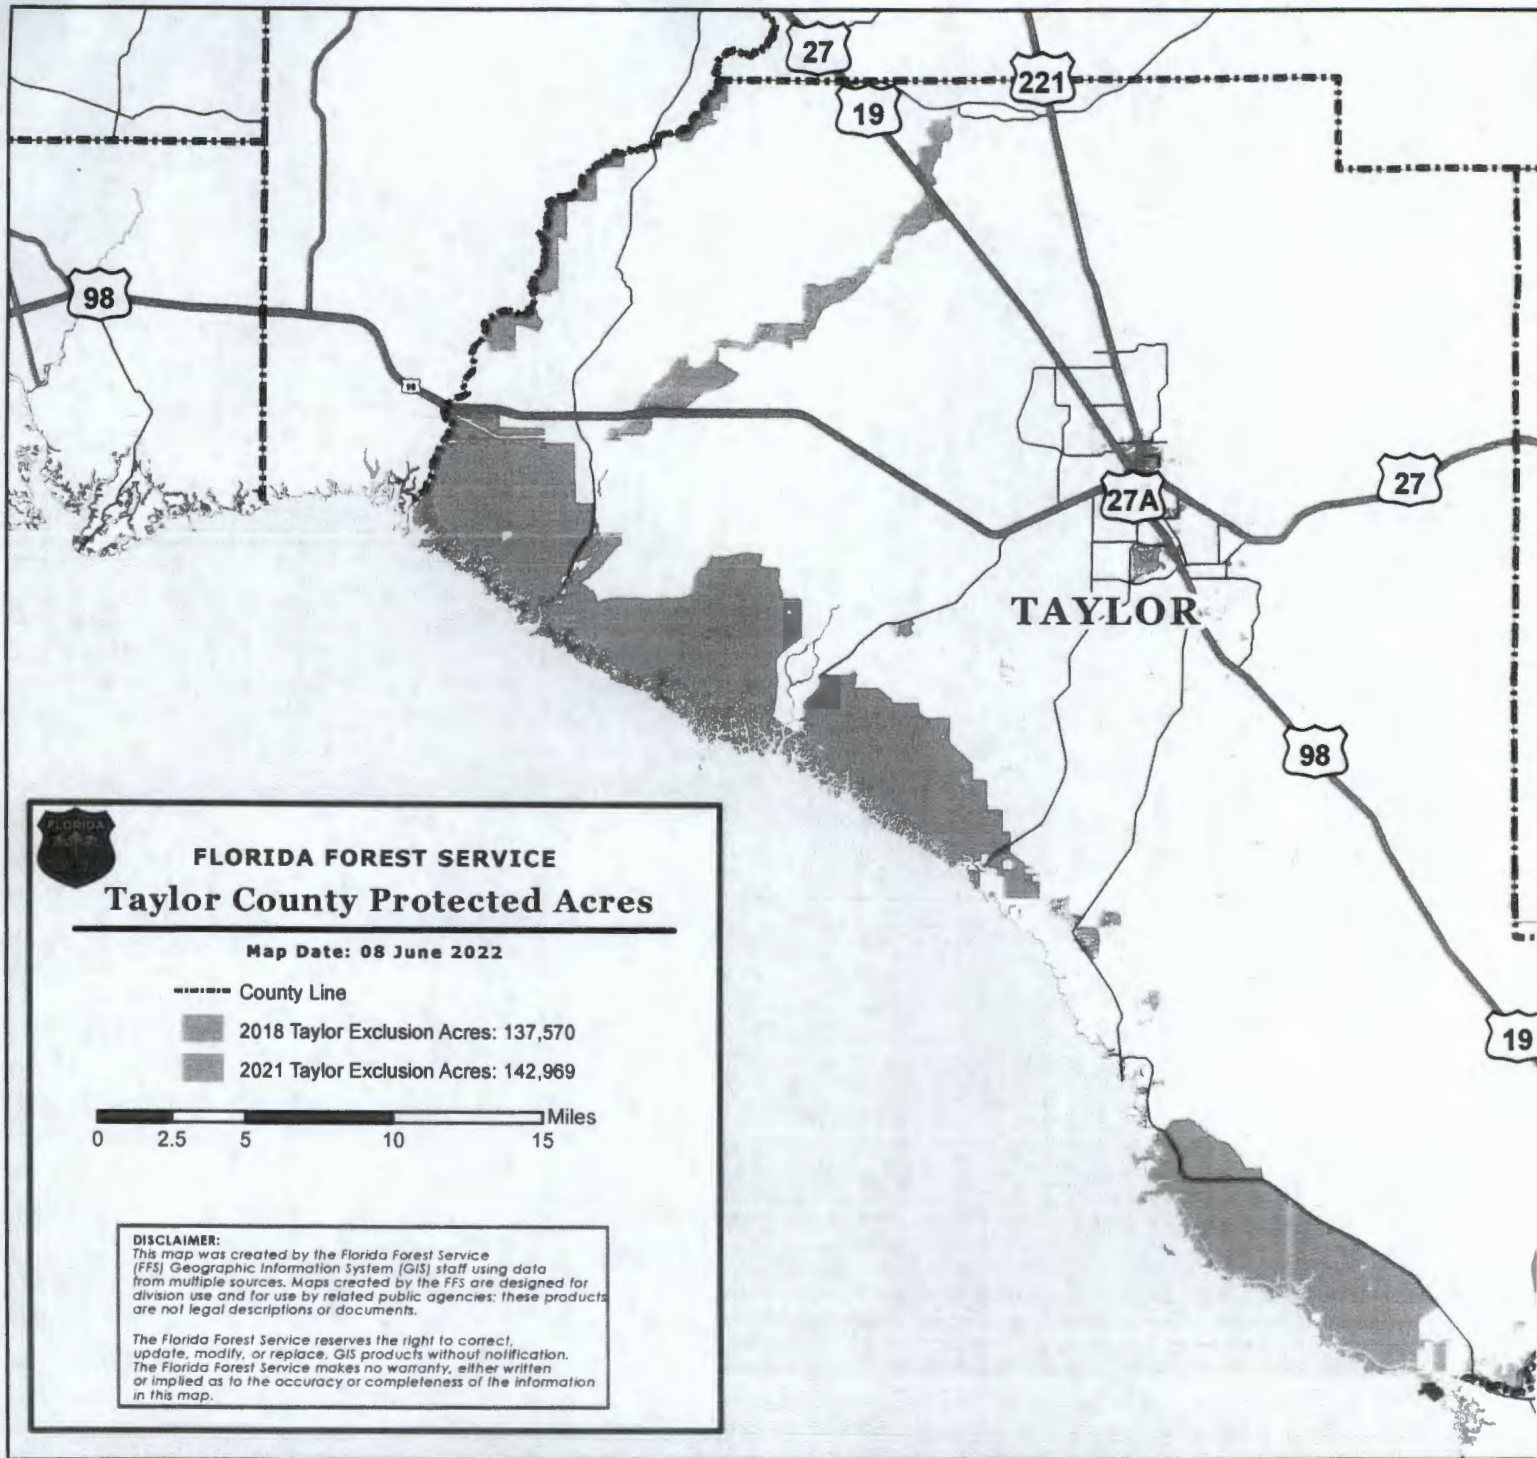 27
221
19
98
98
27
27A
TAYLOR
98
19
FLORIDA
FLORIDA FOREST SERVICE
Taylor County Protected Acres
Map Date: 08 June 2022
County Line
2018 Taylor Exclusion Acres: 137,570
2021 Taylor Exclusion Acres: 142,969
Miles
0 2.5 5 10 15
DISCLAIMER:
This map was created by the Florida Forest Service
(FFS) Geographic Information System (GIS) staff using data
from multiple sources. Maps created by the FFS are designed for
division use and for use by related public agencies; these products
are not legal descriptions or documents.
The Florida Forest Service reserves the right to correct,
update, modify, or replace. GIS products without notification.
The Florida Forest Service makes no warranty, either written
or implied as to the accuracy or completeness of the information
in this map.